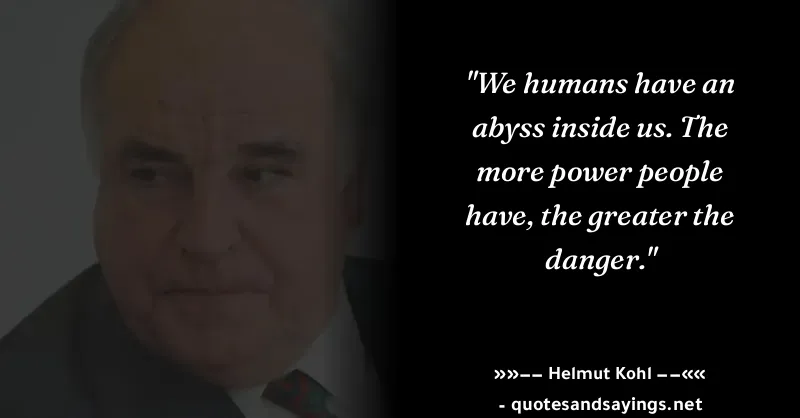 "We humans have an
abyss inside us. The
more power people
have, the greater the
danger."
»»−− Helmut Kohl −−««
- quotesandsayings.net